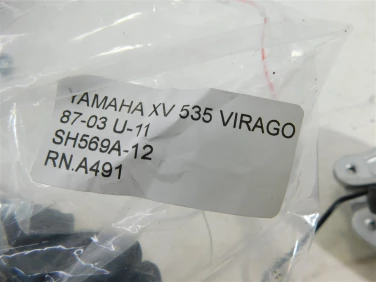 YAMAHA XV 535 VIRAGO
87-03 U-11
SH569A-12
RN.A491